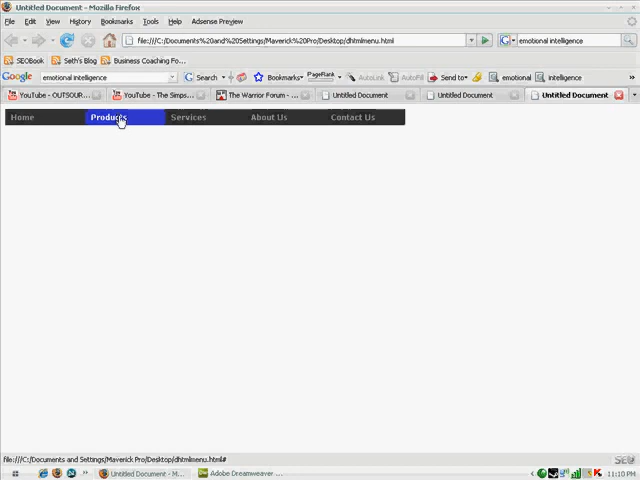 Untitled Document - Mozilla Firefox
File Edit View History Bookmarks Tools Help Adsense Preview
file:///C:/Documents%20and%20Settings/Maverick%20Pro/Desktop/dhtmlmenu.html
emotional intelligence
SEOBook Seth's Blog Business Coaching Fo...
Google emotional intelligence Search Bookmarks PageRank AutoLink AutoFill Send to emotional intelligence
YouTube - OUTSOUR... YouTube - The Simps... The Warrior Forum - ... Untitled Document Untitled Document Untitled Document
Home Products Services About Us Contact Us
file:///C:/Documents and Settings/Maverick Pro/Desktop/dhtmlmenu.html#
Untitled Document - M... Adobe Dreamweaver ... 11:10 PM